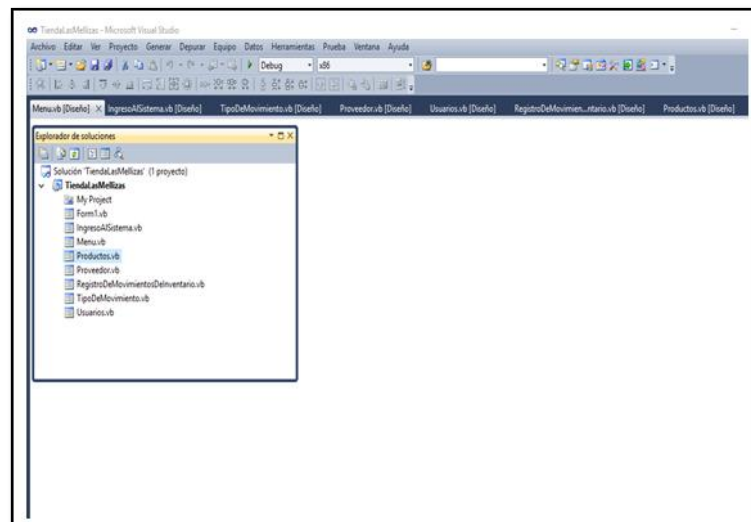 TiendaLasMellizas - Microsoft Visual Studio
Archivo Editar Ver Proyecto Generar Depurar Equipo Datos Herramientas Prueba Ventana Ayuda
Debug x86
Menu.vb [Diseño] IngresoAlSistema.vb [Diseño] TipoDeMovimiento.vb [Diseño] Proveedor.vb [Diseño] Usuarios.vb [Diseño] RegistroDeMovimien...ntario.vb [Diseño] Productos.vb [Diseño]
Explorador de soluciones
Solución 'TiendaLasMellizas' (1 proyecto)
TiendaLasMellizas
My Project
Form1.vb
IngresoAlSistema.vb
Menu.vb
Productos.vb
Proveedor.vb
RegistroDeMovimientosDeInventario.vb
TipoDeMovimiento.vb
Usuarios.vb